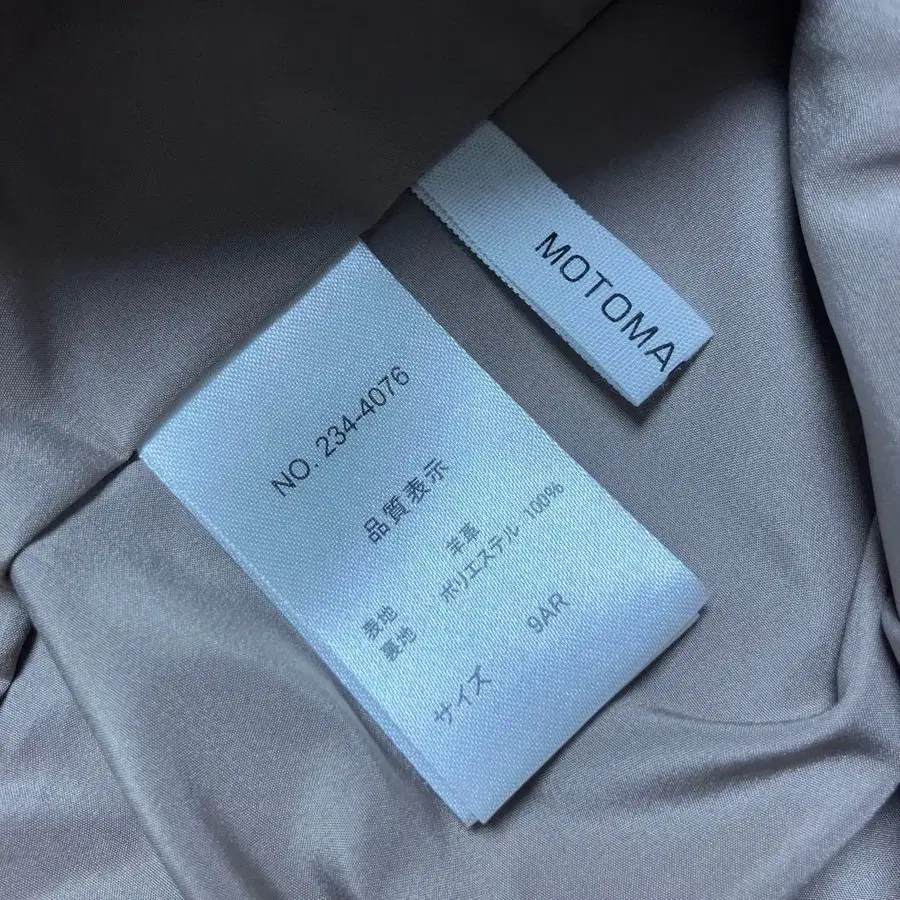 MOTOMA
NO. 234-4076
品質表示
表地 羊革
裏地 ポリエステル 100%
サイズ 9AR